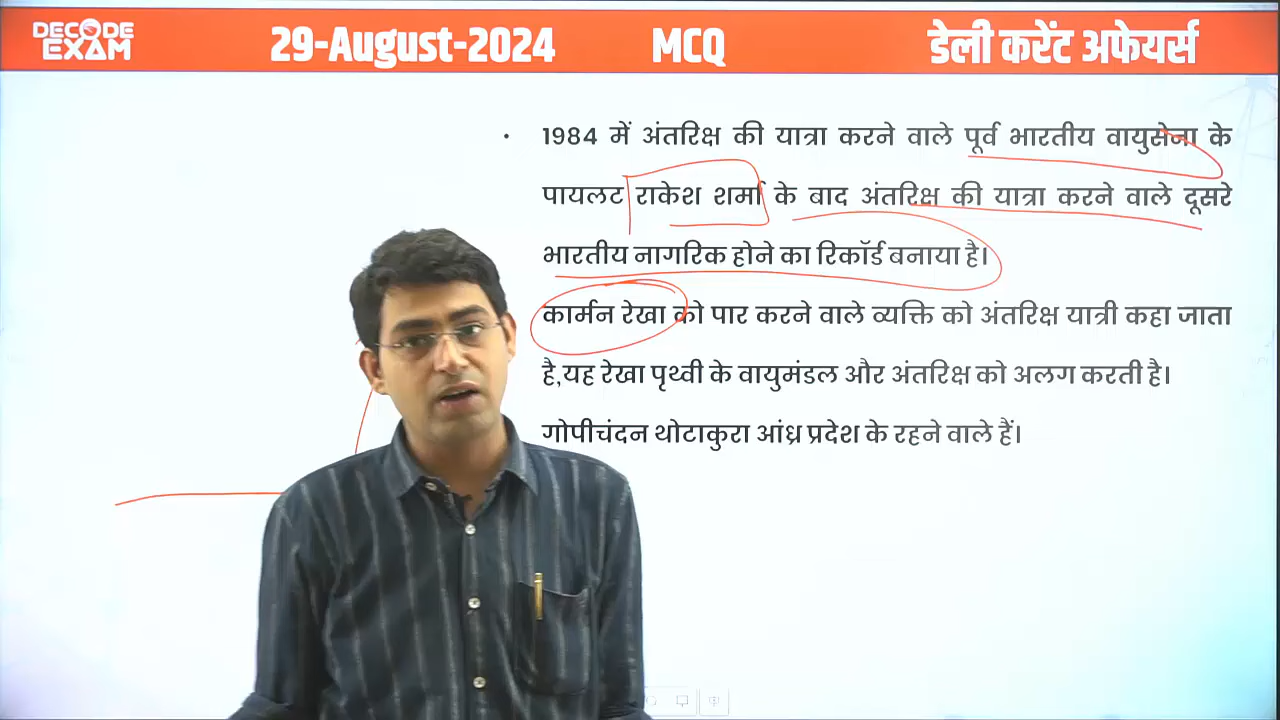 DECODE EXAM
29-August-2024 MCQ डेली करेंट अफेयर्स
• 1984 में अंतरिक्ष की यात्रा करने वाले पूर्व भारतीय वायुसेना के
पायलट राकेश शर्मा के बाद अंतरिक्ष की यात्रा करने वाले दूसरे
भारतीय नागरिक होने का रिकॉर्ड बनाया है।
कार्मन रेखा को पार करने वाले व्यक्ति को अंतरिक्ष यात्री कहा जाता
है,यह रेखा पृथ्वी के वायुमंडल और अंतरिक्ष को अलग करती है।
गोपीचंदन थोटाकुरा आंध्र प्रदेश के रहने वाले हैं।